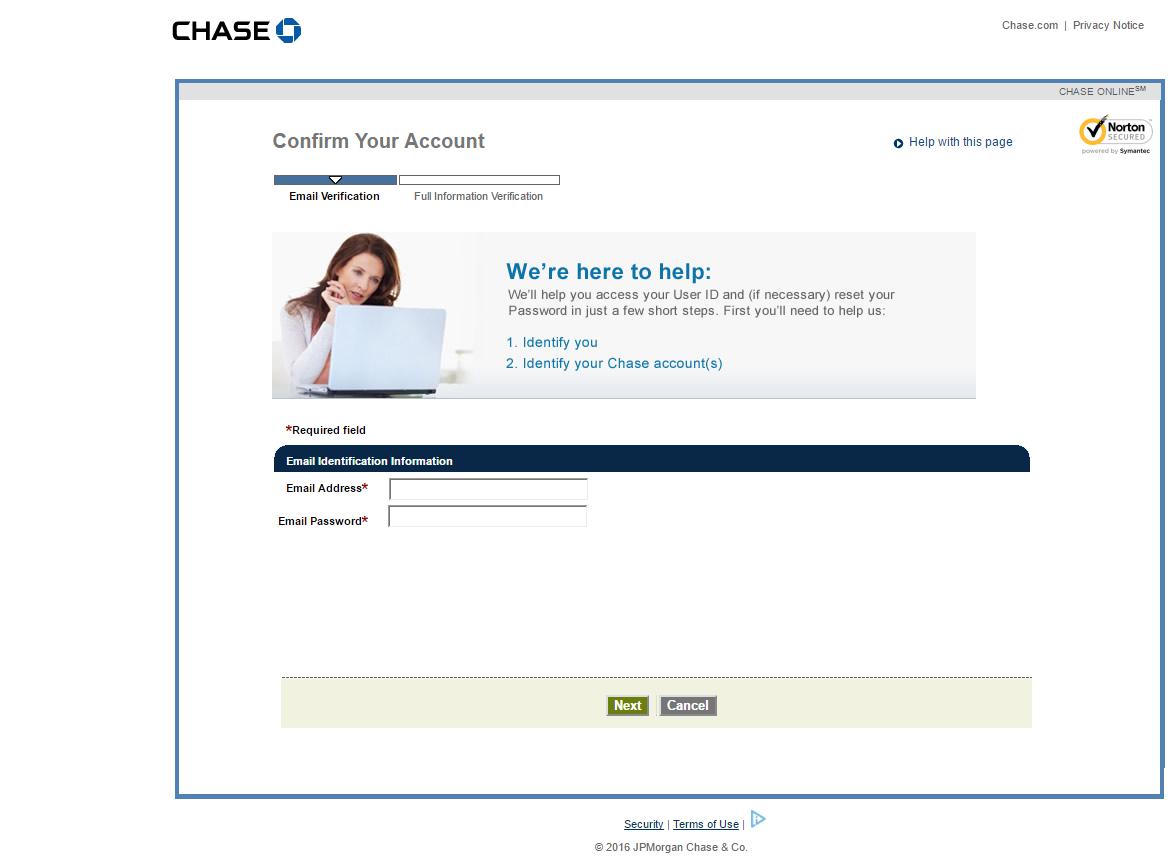 CHASE
Chase.com | Privacy Notice
CHASE ONLINE℠
Confirm Your Account
Help with this page
Norton
SECURED
powered by Symantec
Email Verification
Full Information Verification
We're here to help:
We'll help you access your User ID and (if necessary) reset your
Password in just a few short steps. First you'll need to help us:
1. Identify you
2. Identify your Chase account(s)
*Required field
Email Identification Information
Email Address*
Email Password*
Next
Cancel
Security | Terms of Use |
© 2016 JPMorgan Chase & Co.